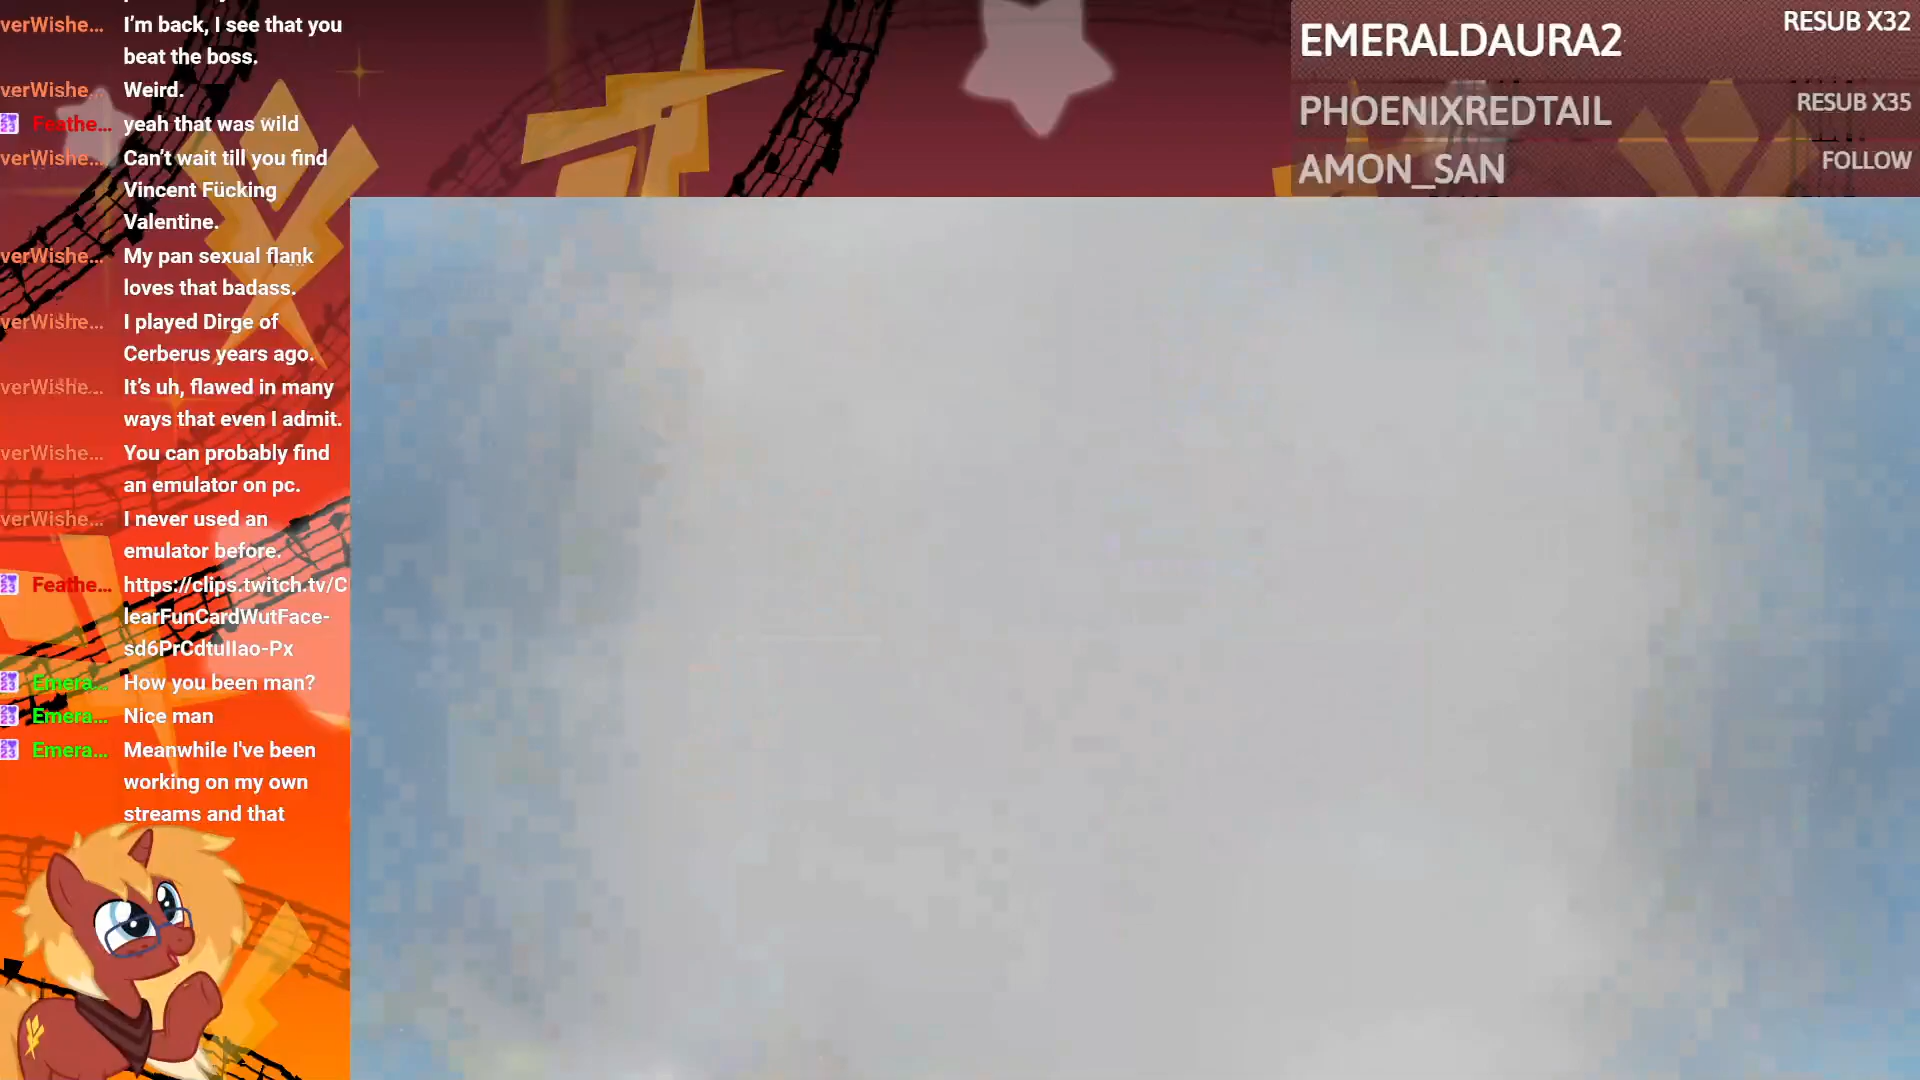 verWishe... I’m back, I see that you
beat the boss.
verWishe... Weird.
Feathe... yeah that was wild
verWishe... Can’t wait till you find
Vincent Fücking
Valentine.
verWishe... My pan sexual flank
loves that badass.
verWishe... I played Dirge of
Cerberus years ago.
verWishe... It’s uh, flawed in many
ways that even I admit.
verWishe... You can probably find
an emulator on pc.
verWishe... I never used an
emulator before.
Feathe... https://clips.twitch.tv/C
learFunCardWutFace-
sd6PrCdtuIIao-Px
Emera... How you been man?
Emera... Nice man
Emera... Meanwhile I've been
working on my own
streams and that
EMERALDAURA2 RESUB X32
PHOENIXREDTAIL RESUB X35
AMON_SAN FOLLOW